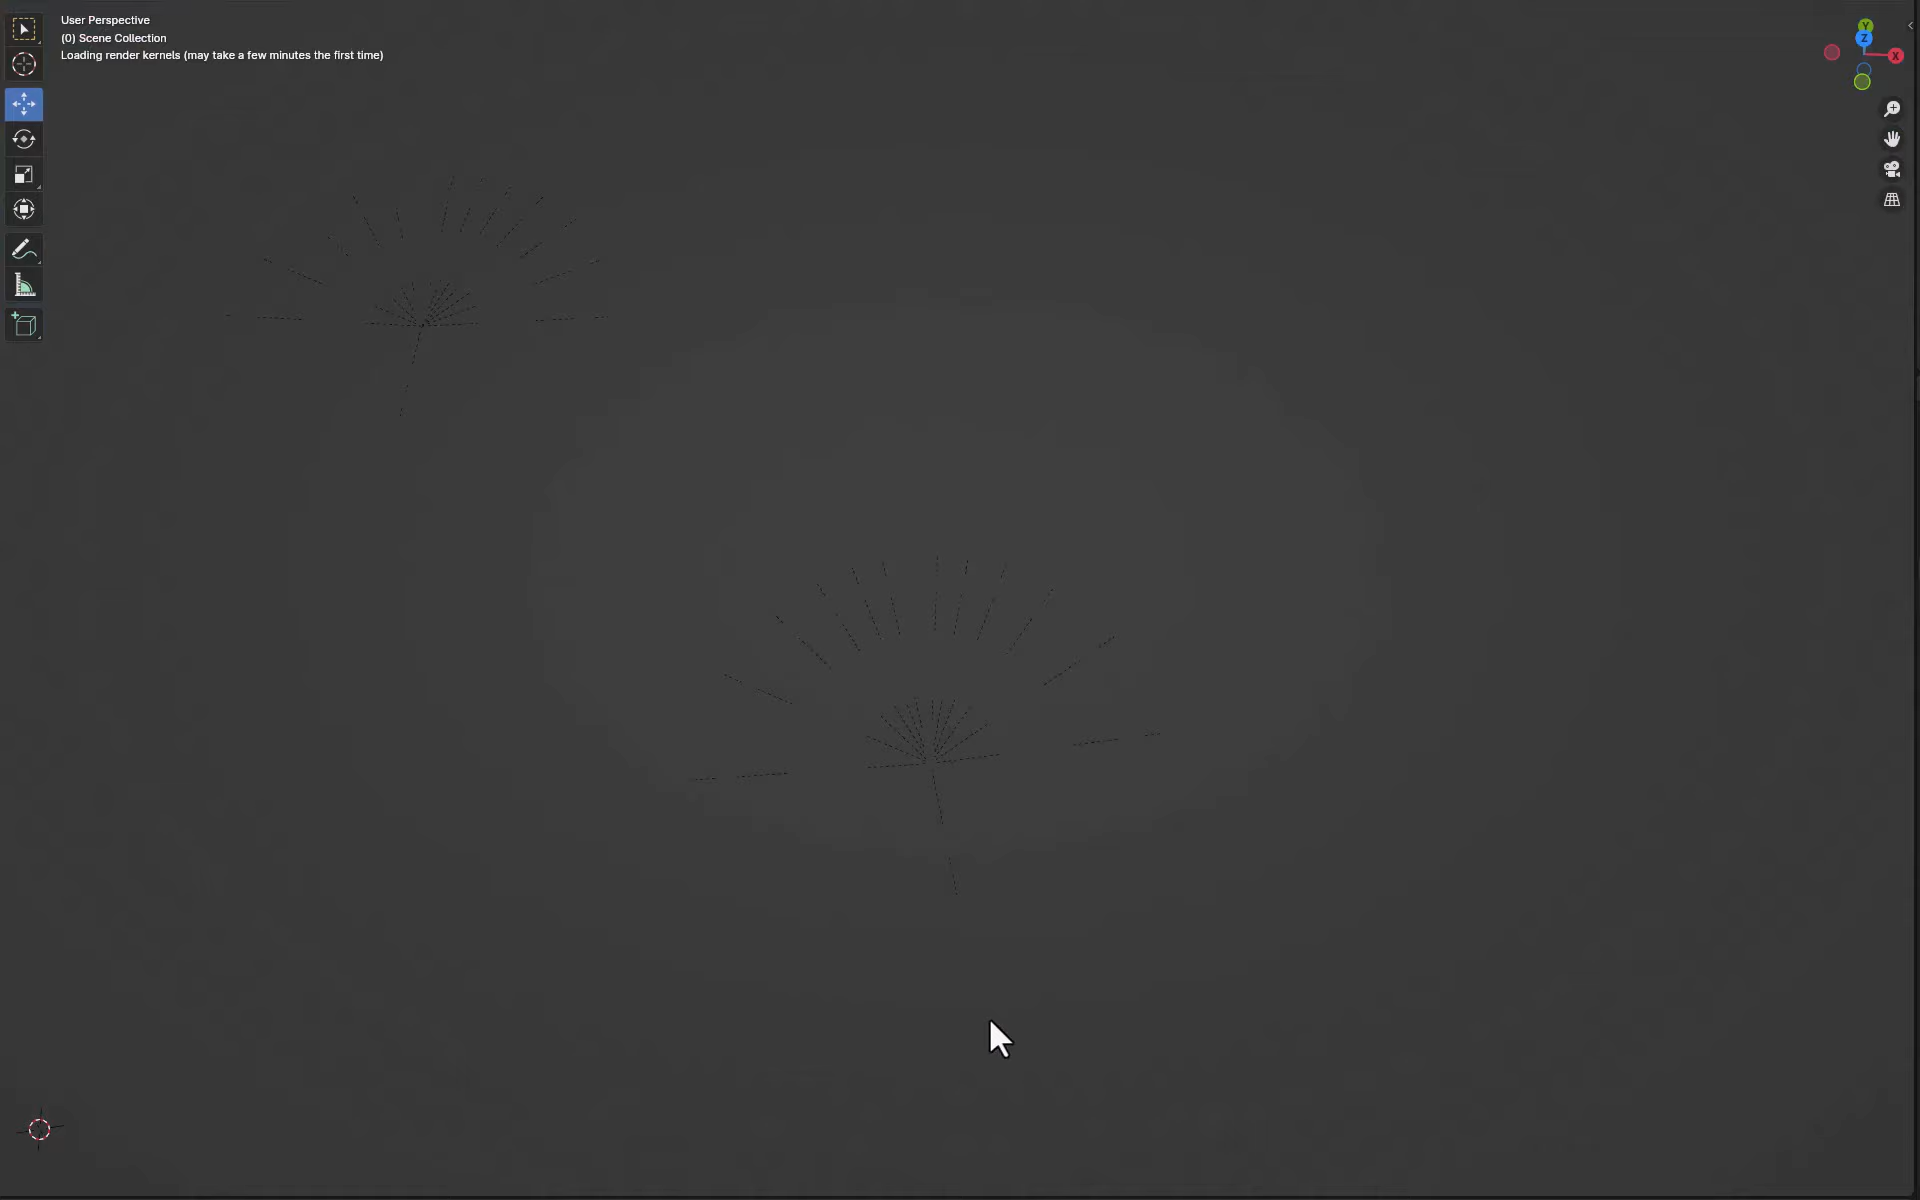 User Perspective
(0) Scene Collection
Loading render kernels (may take a few minutes the first time)
Y
Z
X